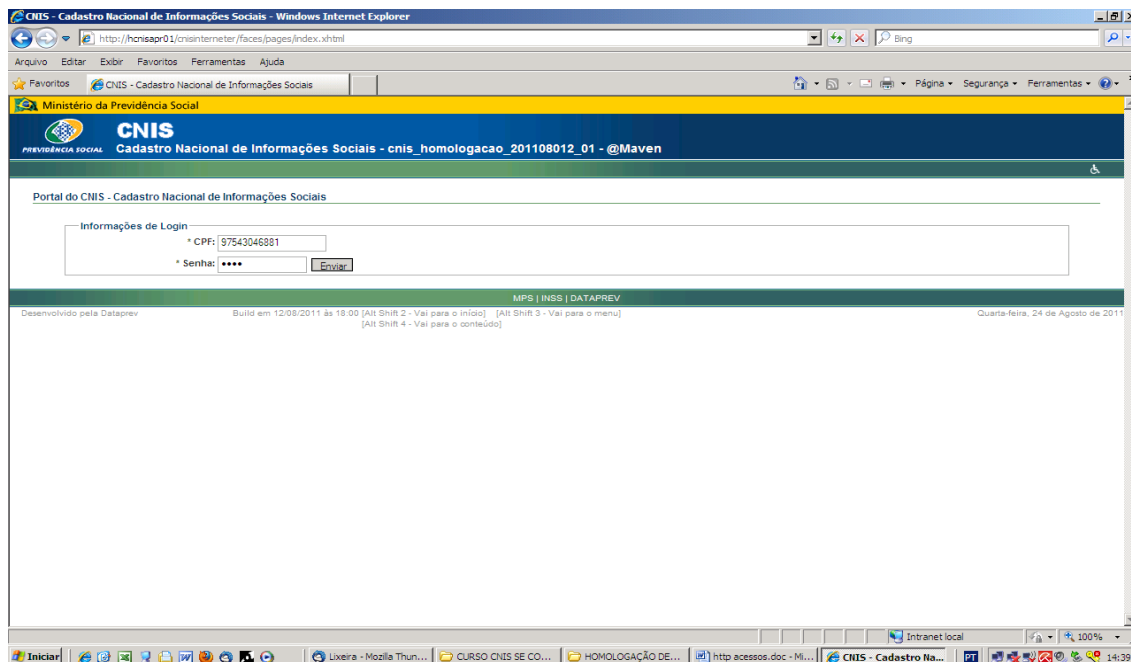 CNIS - Cadastro Nacional de Informações Sociais - Windows Internet Explorer
http://hcnisapr01/cnisinterneter/faces/pages/index.xhtml
Bing
Arquivo Editar Exibir Favoritos Ferramentas Ajuda
Favoritos CNIS - Cadastro Nacional de Informações Sociais Página Segurança Ferramentas
Ministério da Previdência Social
PREVIDÊNCIA SOCIAL
CNIS
Cadastro Nacional de Informações Sociais - cnis_homologacao_201108012_01 - @Maven
Portal do CNIS - Cadastro Nacional de Informações Sociais
Informações de Login
* CPF: 97543046881
* Senha: •••• Enviar
MPS | INSS | DATAPREV
Desenvolvido pela Dataprev Build em 12/08/2011 às 18:00 [Alt Shift 2 - Vai para o início] [Alt Shift 3 - Vai para o menu] Quarta-feira, 24 de Agosto de 2011
[Alt Shift 4 - Vai para o conteúdo]
Intranet local 100%
Iniciar Lixeira - Mozilla Thun... CURSO CNIS SE CO... HOMOLOGAÇÃO DE... http acessos.doc - Mi... CNIS - Cadastro Na... PT 14:39